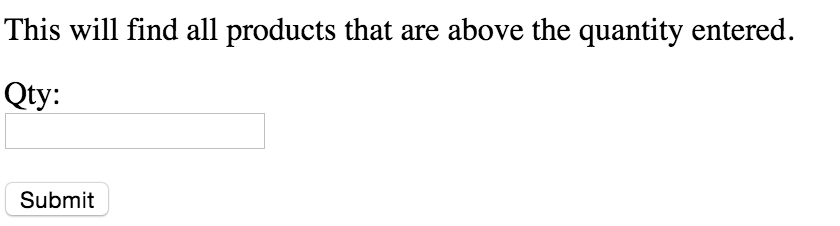 This will find all products that are above the quantity entered.
Qty:
Submit